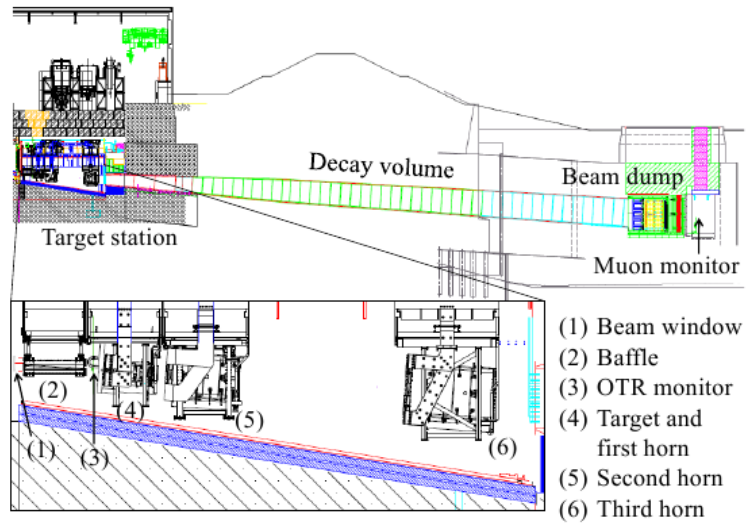 Decay volume
Beam dump
Target station
Muon monitor
(1) Beam window
(2) Baffle
(3) OTR monitor
(4) Target and
first horn
(5) Second horn
(6) Third horn
(2)
(4)
(5)
(6)
(1)
(3)